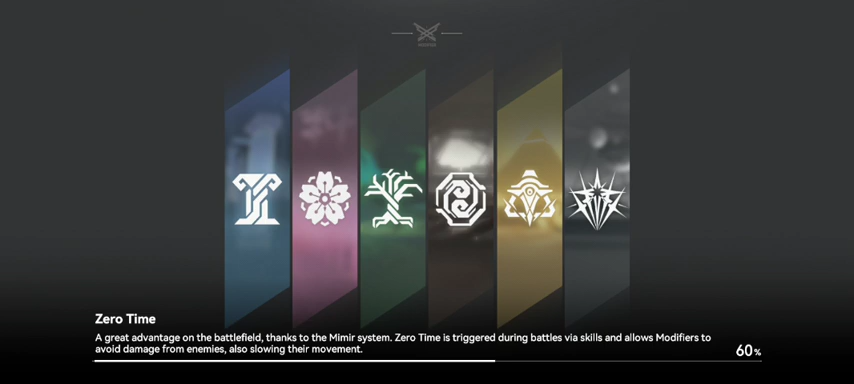 Zero Time
A great advantage on the battlefield, thanks to the Mimir system. Zero Time is triggered during battles via skills and allows Modifiers to
avoid damage from enemies, also slowing their movement.
60%